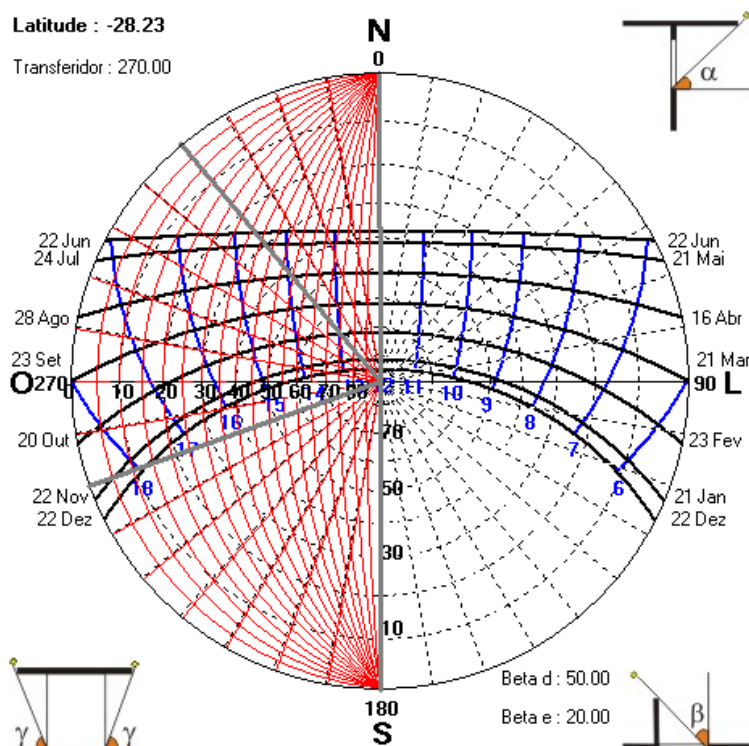 Latitude : -28.23
Transferidor : 270.00
N
0
α
22 Jun
24 Jul
28 Ago
23 Set
O 270
20 Out
22 Nov
22 Dez
22 Jun
21 Mai
16 Abr
21 Mar
90 L
23 Fev
21 Jan
22 Dez
0 10 20 30 40 50 60 70
18 17 16 15
11 10 9 8 7 6
70
50
30
10
180
S
Beta d : 50.00
Beta e : 20.00
γ γ
β